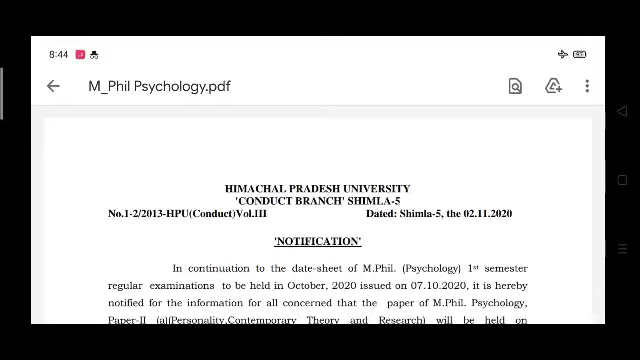 8:44
M_Phil Psychology.pdf
HIMACHAL PRADESH UNIVERSITY
'CONDUCT BRANCH' SHIMLA-5
No.1-2/2013-HPU(Conduct)Vol.III Dated: Shimla-5, the 02.11.2020
'NOTIFICATION'
In continuation to the date-sheet of M.Phil. (Psychology) 1st semester
regular examinations to be held in October, 2020 issued on 07.10.2020, it is hereby
notified for the information for all concerned that the paper of M.Phil. Psychology,
Paper-II (a)(Personality,Contemporary Theory and Research) will be held on